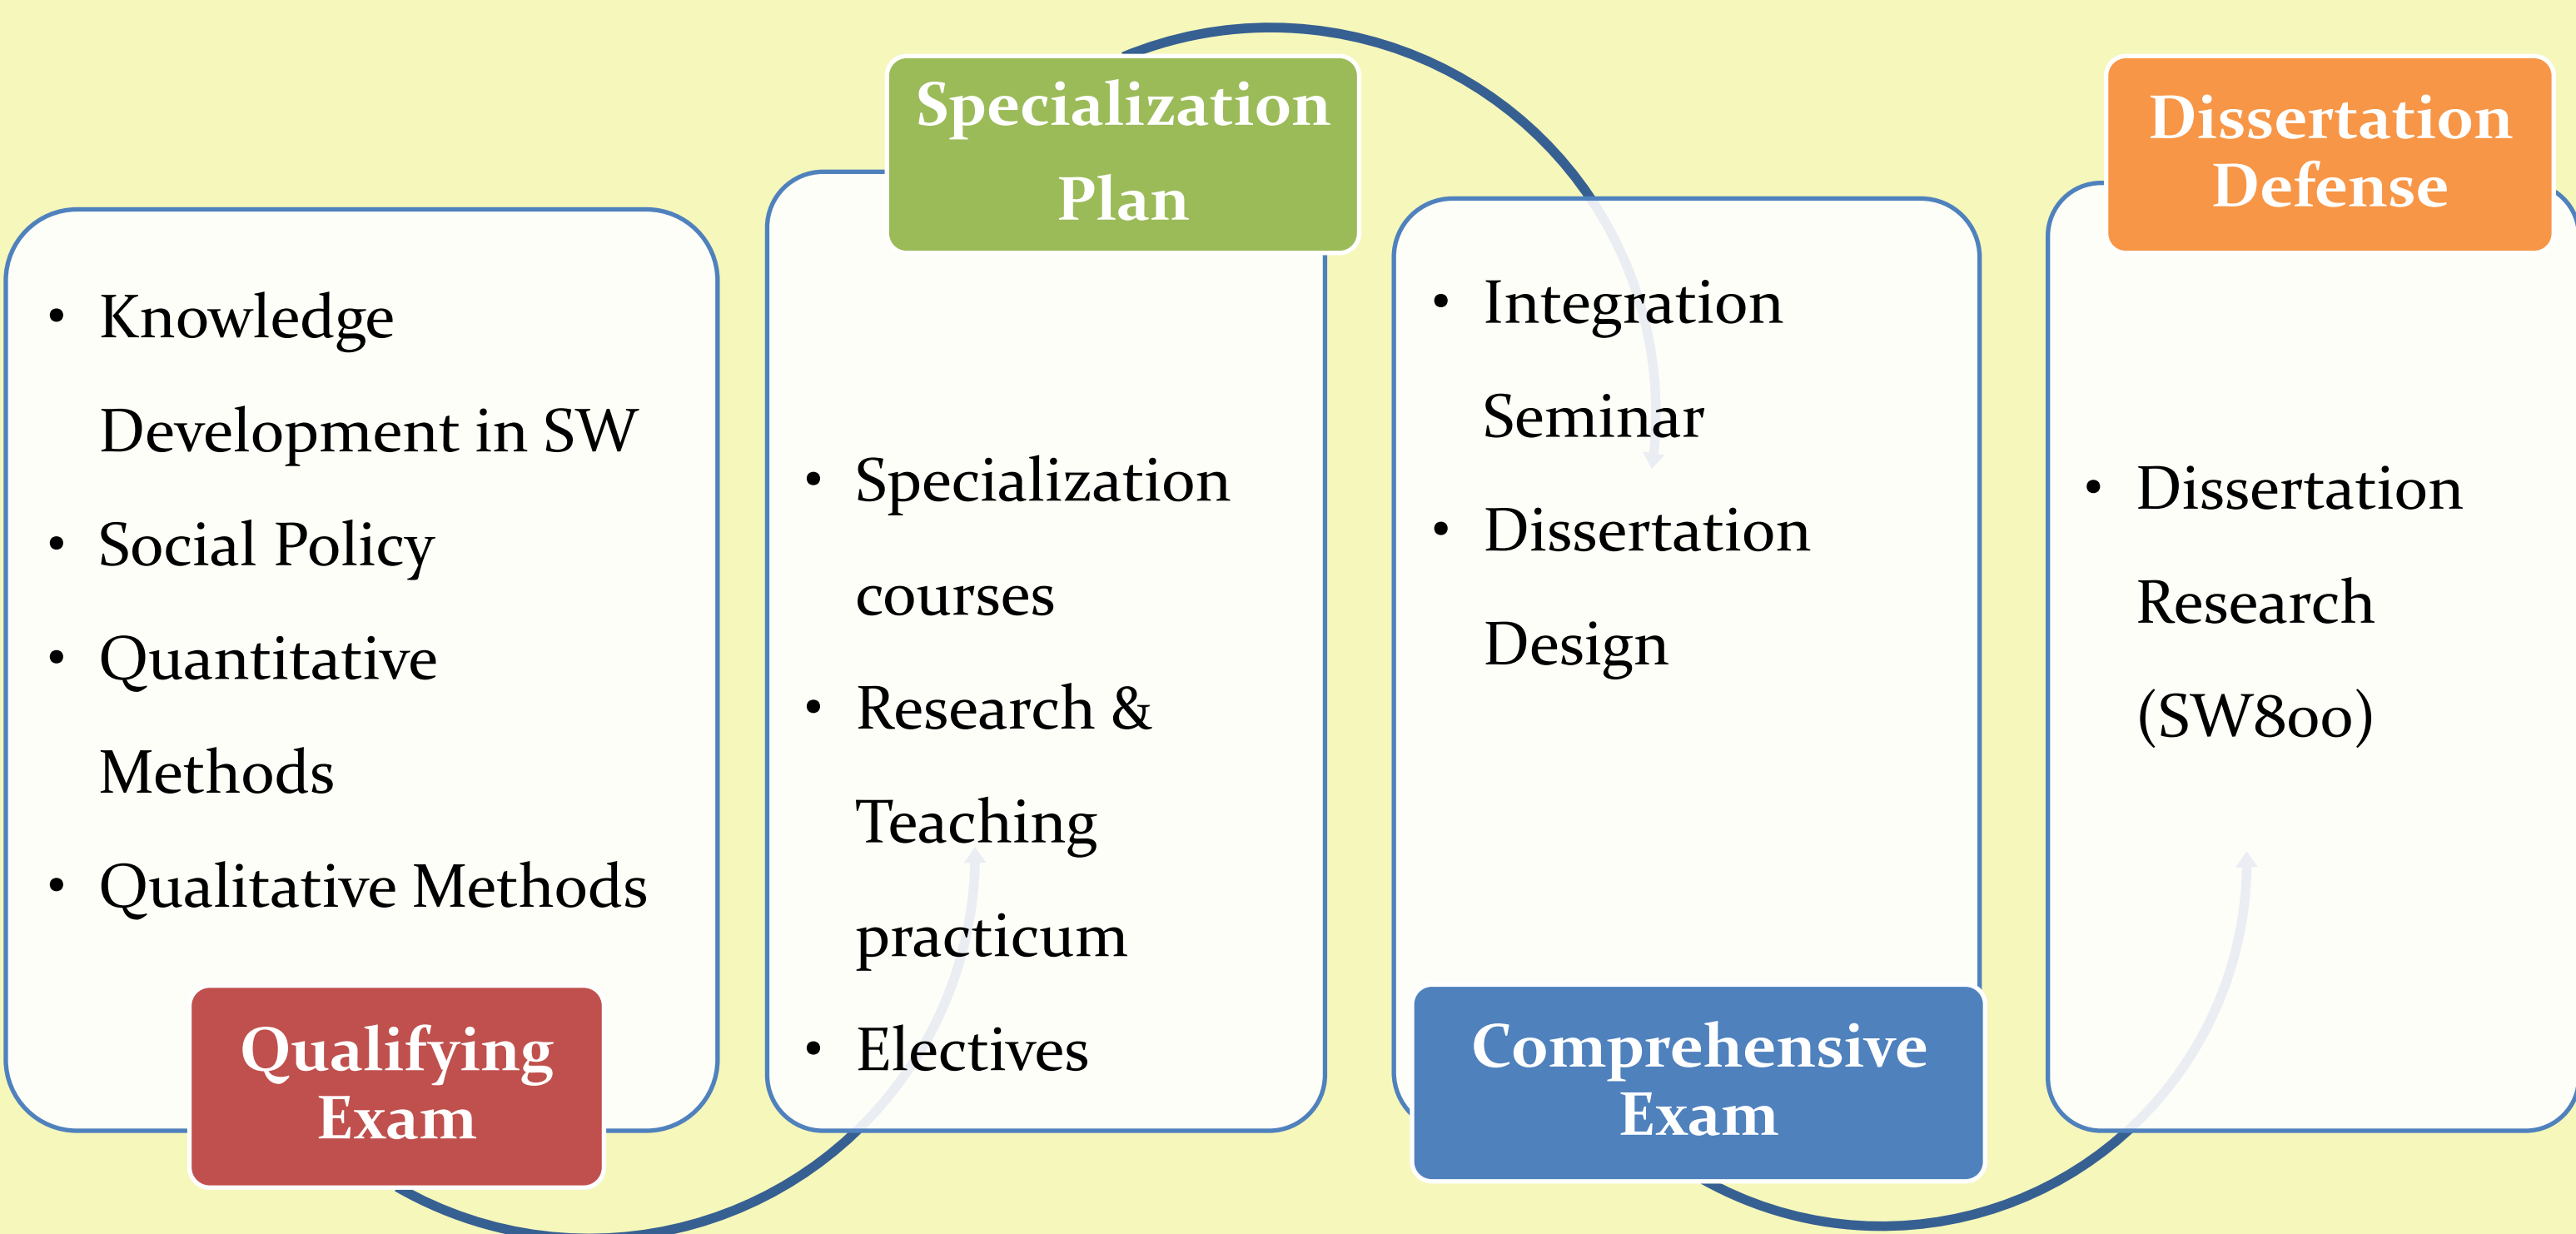 • Knowledge
Development in SW
• Social Policy
• Quantitative
Methods
• Qualitative Methods
Qualifying
Exam
Specialization
Plan
• Specialization
courses
• Research &
Teaching
practicum
• Electives
• Integration
Seminar
• Dissertation
Design
Comprehensive
Exam
Dissertation
Defense
• Dissertation
Research
(SW800)